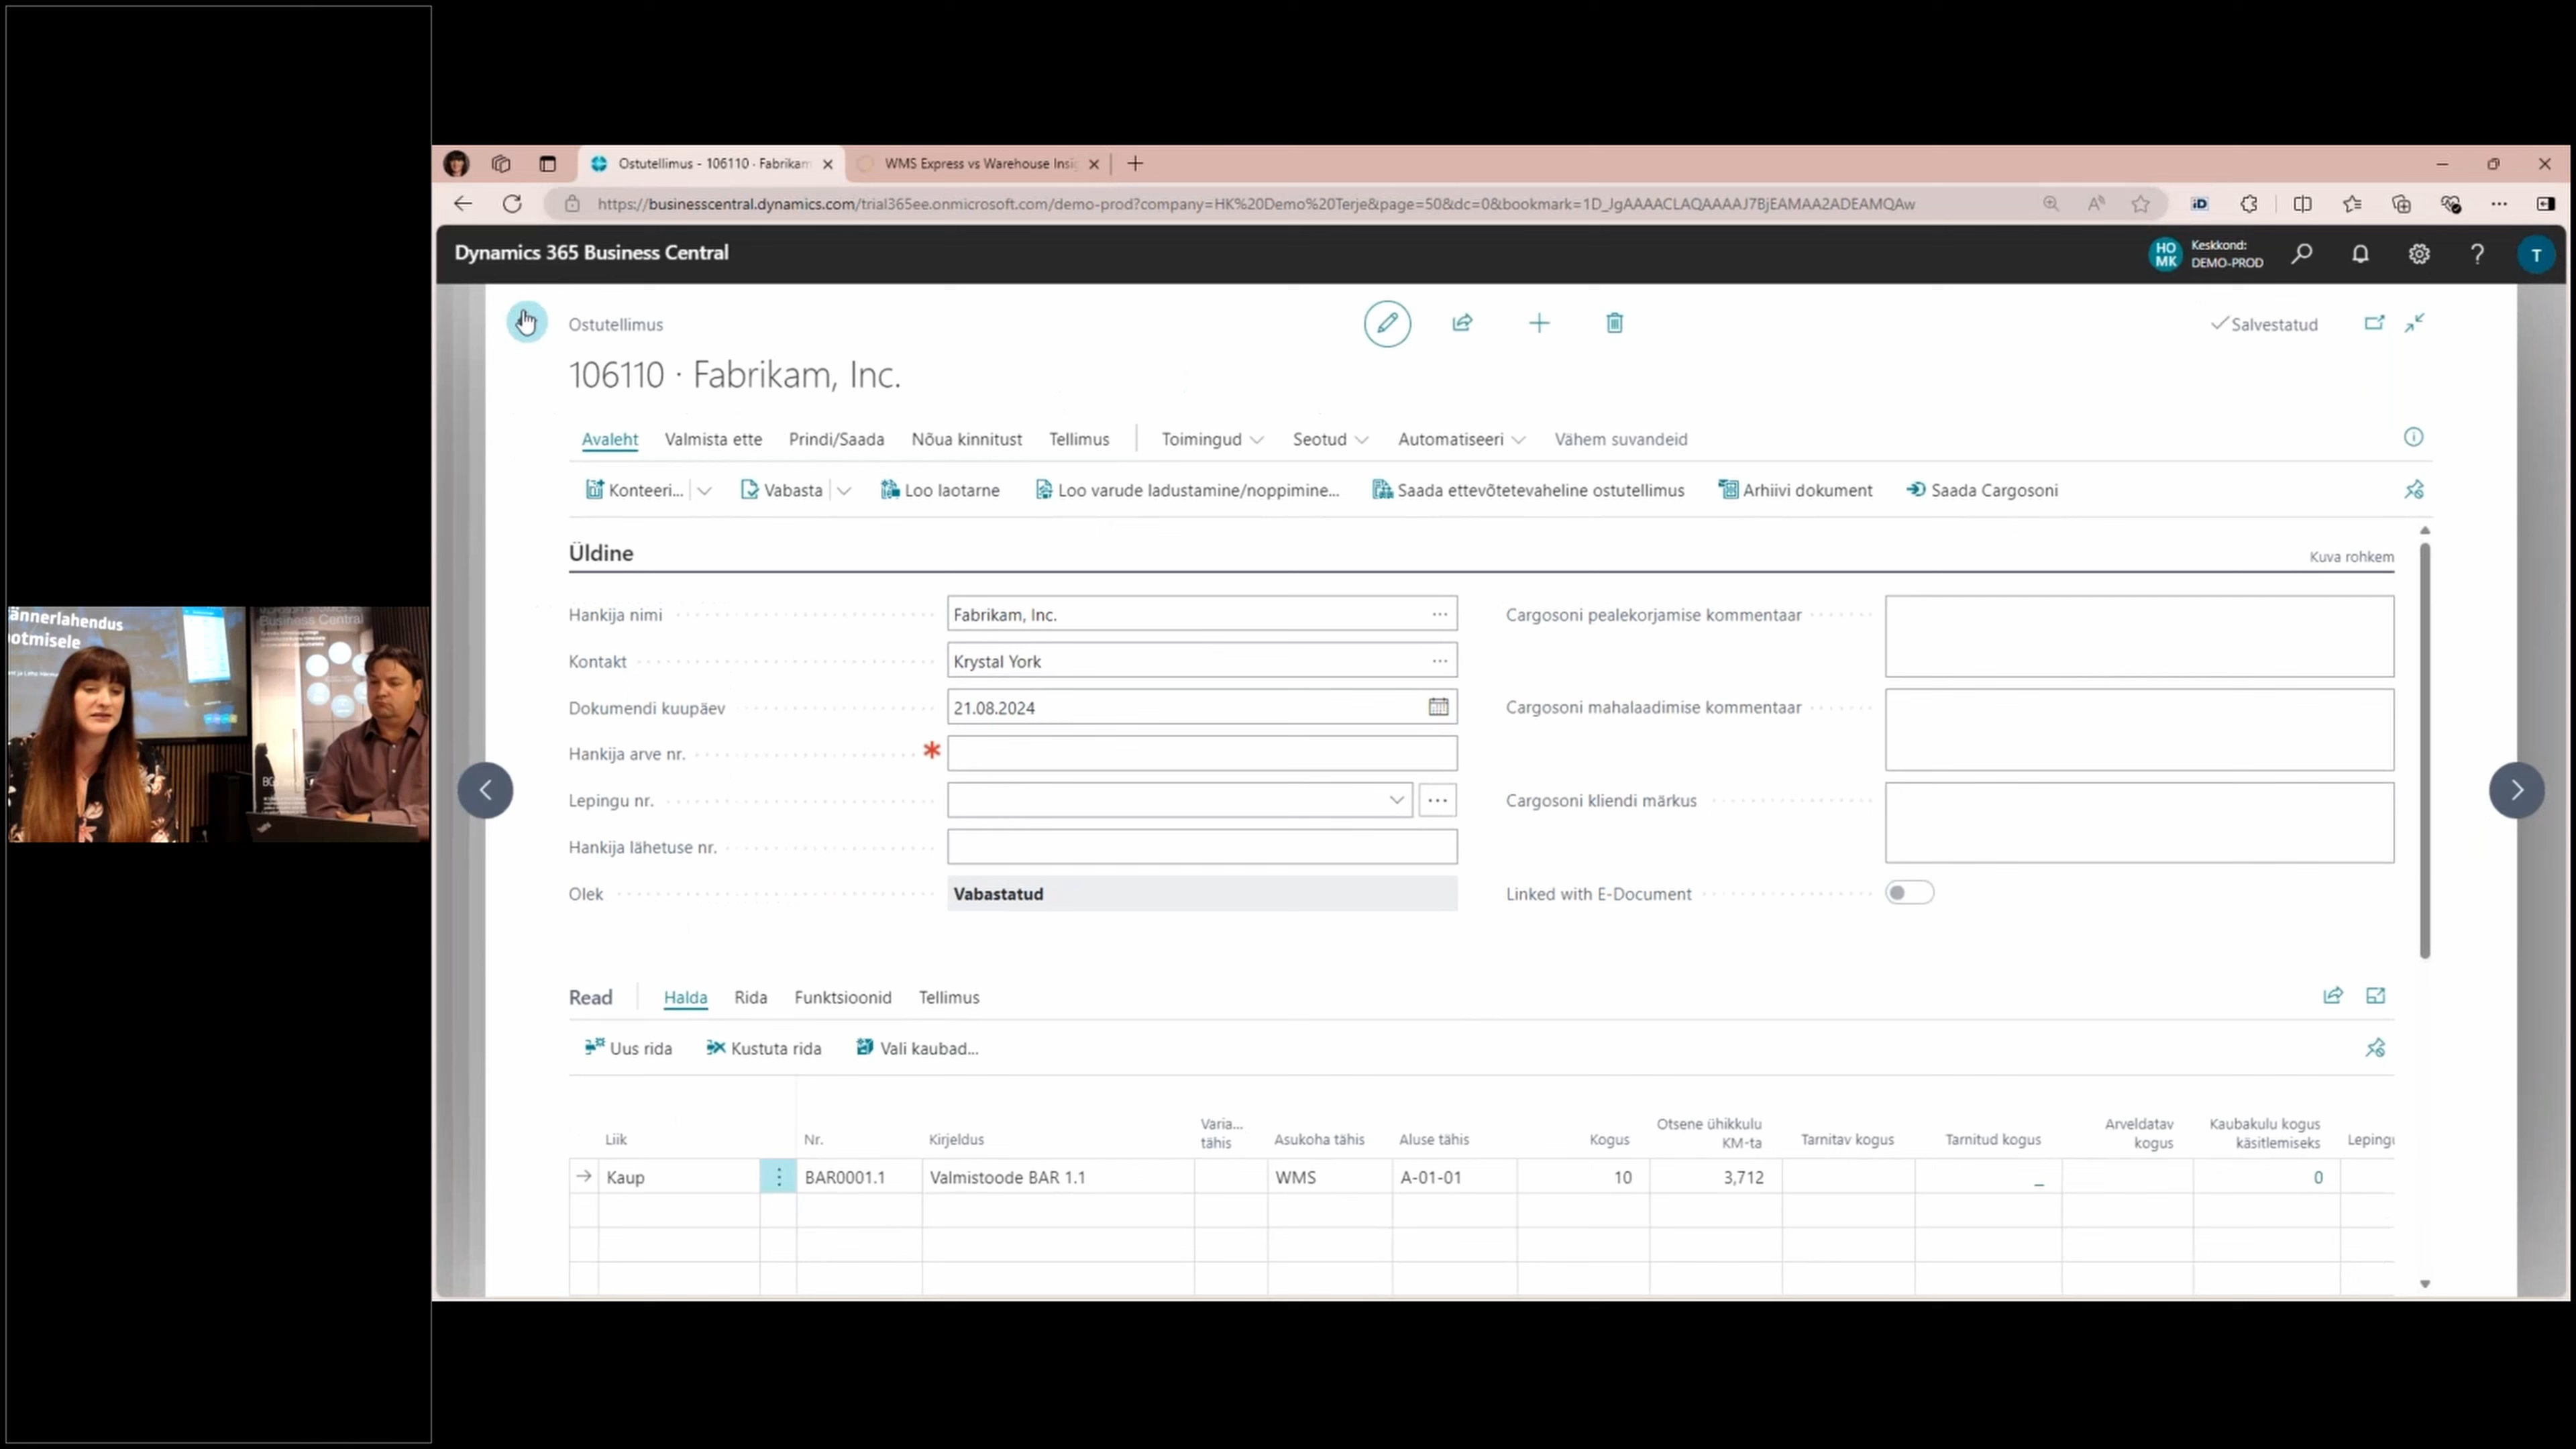 ännerlahendus
otmisele
Business Central
Ostutellimus - 106110 · Fabrikam
WMS Express vs Warehouse Insi
https://businesscentral.dynamics.com/trial365ee.onmicrosoft.com/demo-prod?company=HK%20Demo%20Terje&page=50&dc=0&bookmark=1D_JgAAAACLAQAAAAJ7BjEAMAA2ADEAMQAw
Dynamics 365 Business Central
HO
MK
Keskkond:
DEMO-PROD
T
Ostutellimus
Salvestatud
106110 · Fabrikam, Inc.
Avaleht Valmista ette Prindi/Saada Nõua kinnitust Tellimus Toimingud Seotud Automatiseeri Vähem suvandeid
Konteeri... Vabasta Loo laotarne Loo varude ladustamine/noppimine... Saada ettevõtetevaheline ostutellimus Arhiivi dokument Saada Cargosoni
Üldine
Kuva rohkem
Hankija nimi Fabrikam, Inc.
Kontakt Krystal York
Dokumendi kuupäev 21.08.2024
Hankija arve nr. *
Lepingu nr.
Hankija lähetuse nr.
Olek Vabastatud
Cargosoni pealekorjamise kommentaar
Cargosoni mahalaadimise kommentaar
Cargosoni kliendi märkus
Linked with E-Document
Read Halda Rida Funktsioonid Tellimus
Uus rida Kustuta rida Vali kaubad...
Liik Nr. Kirjeldus Varia... tähis Asukoha tähis Aluse tähis Kogus Otsene ühikkulu KM-ta Tarnitav kogus Tarnitud kogus Arveldatav kogus Kaubakulu kogus käsitlemiseks Lepingu
Kaup BAR0001.1 Valmistoode BAR 1.1 WMS A-01-01 10 3,712 _ 0